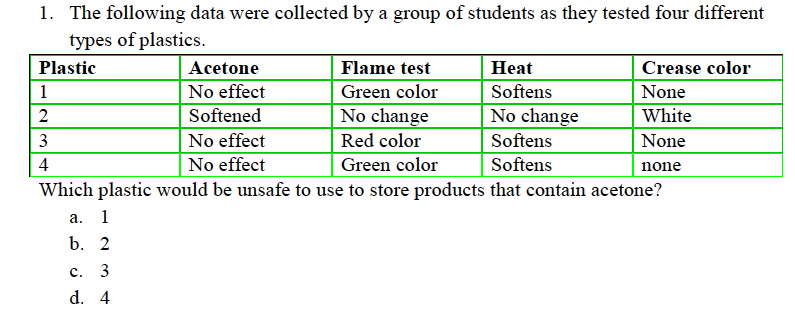 1. The following data were collected by a group of students as they tested four different
types of plastics.
Plastic Acetone Flame test Heat Crease color
1 No effect Green color Softens None
2 Softened No change No change White
3 No effect Red color Softens None
4 No effect Green color Softens none
Which plastic would be unsafe to use to store products that contain acetone?
a. 1
b. 2
c. 3
d. 4